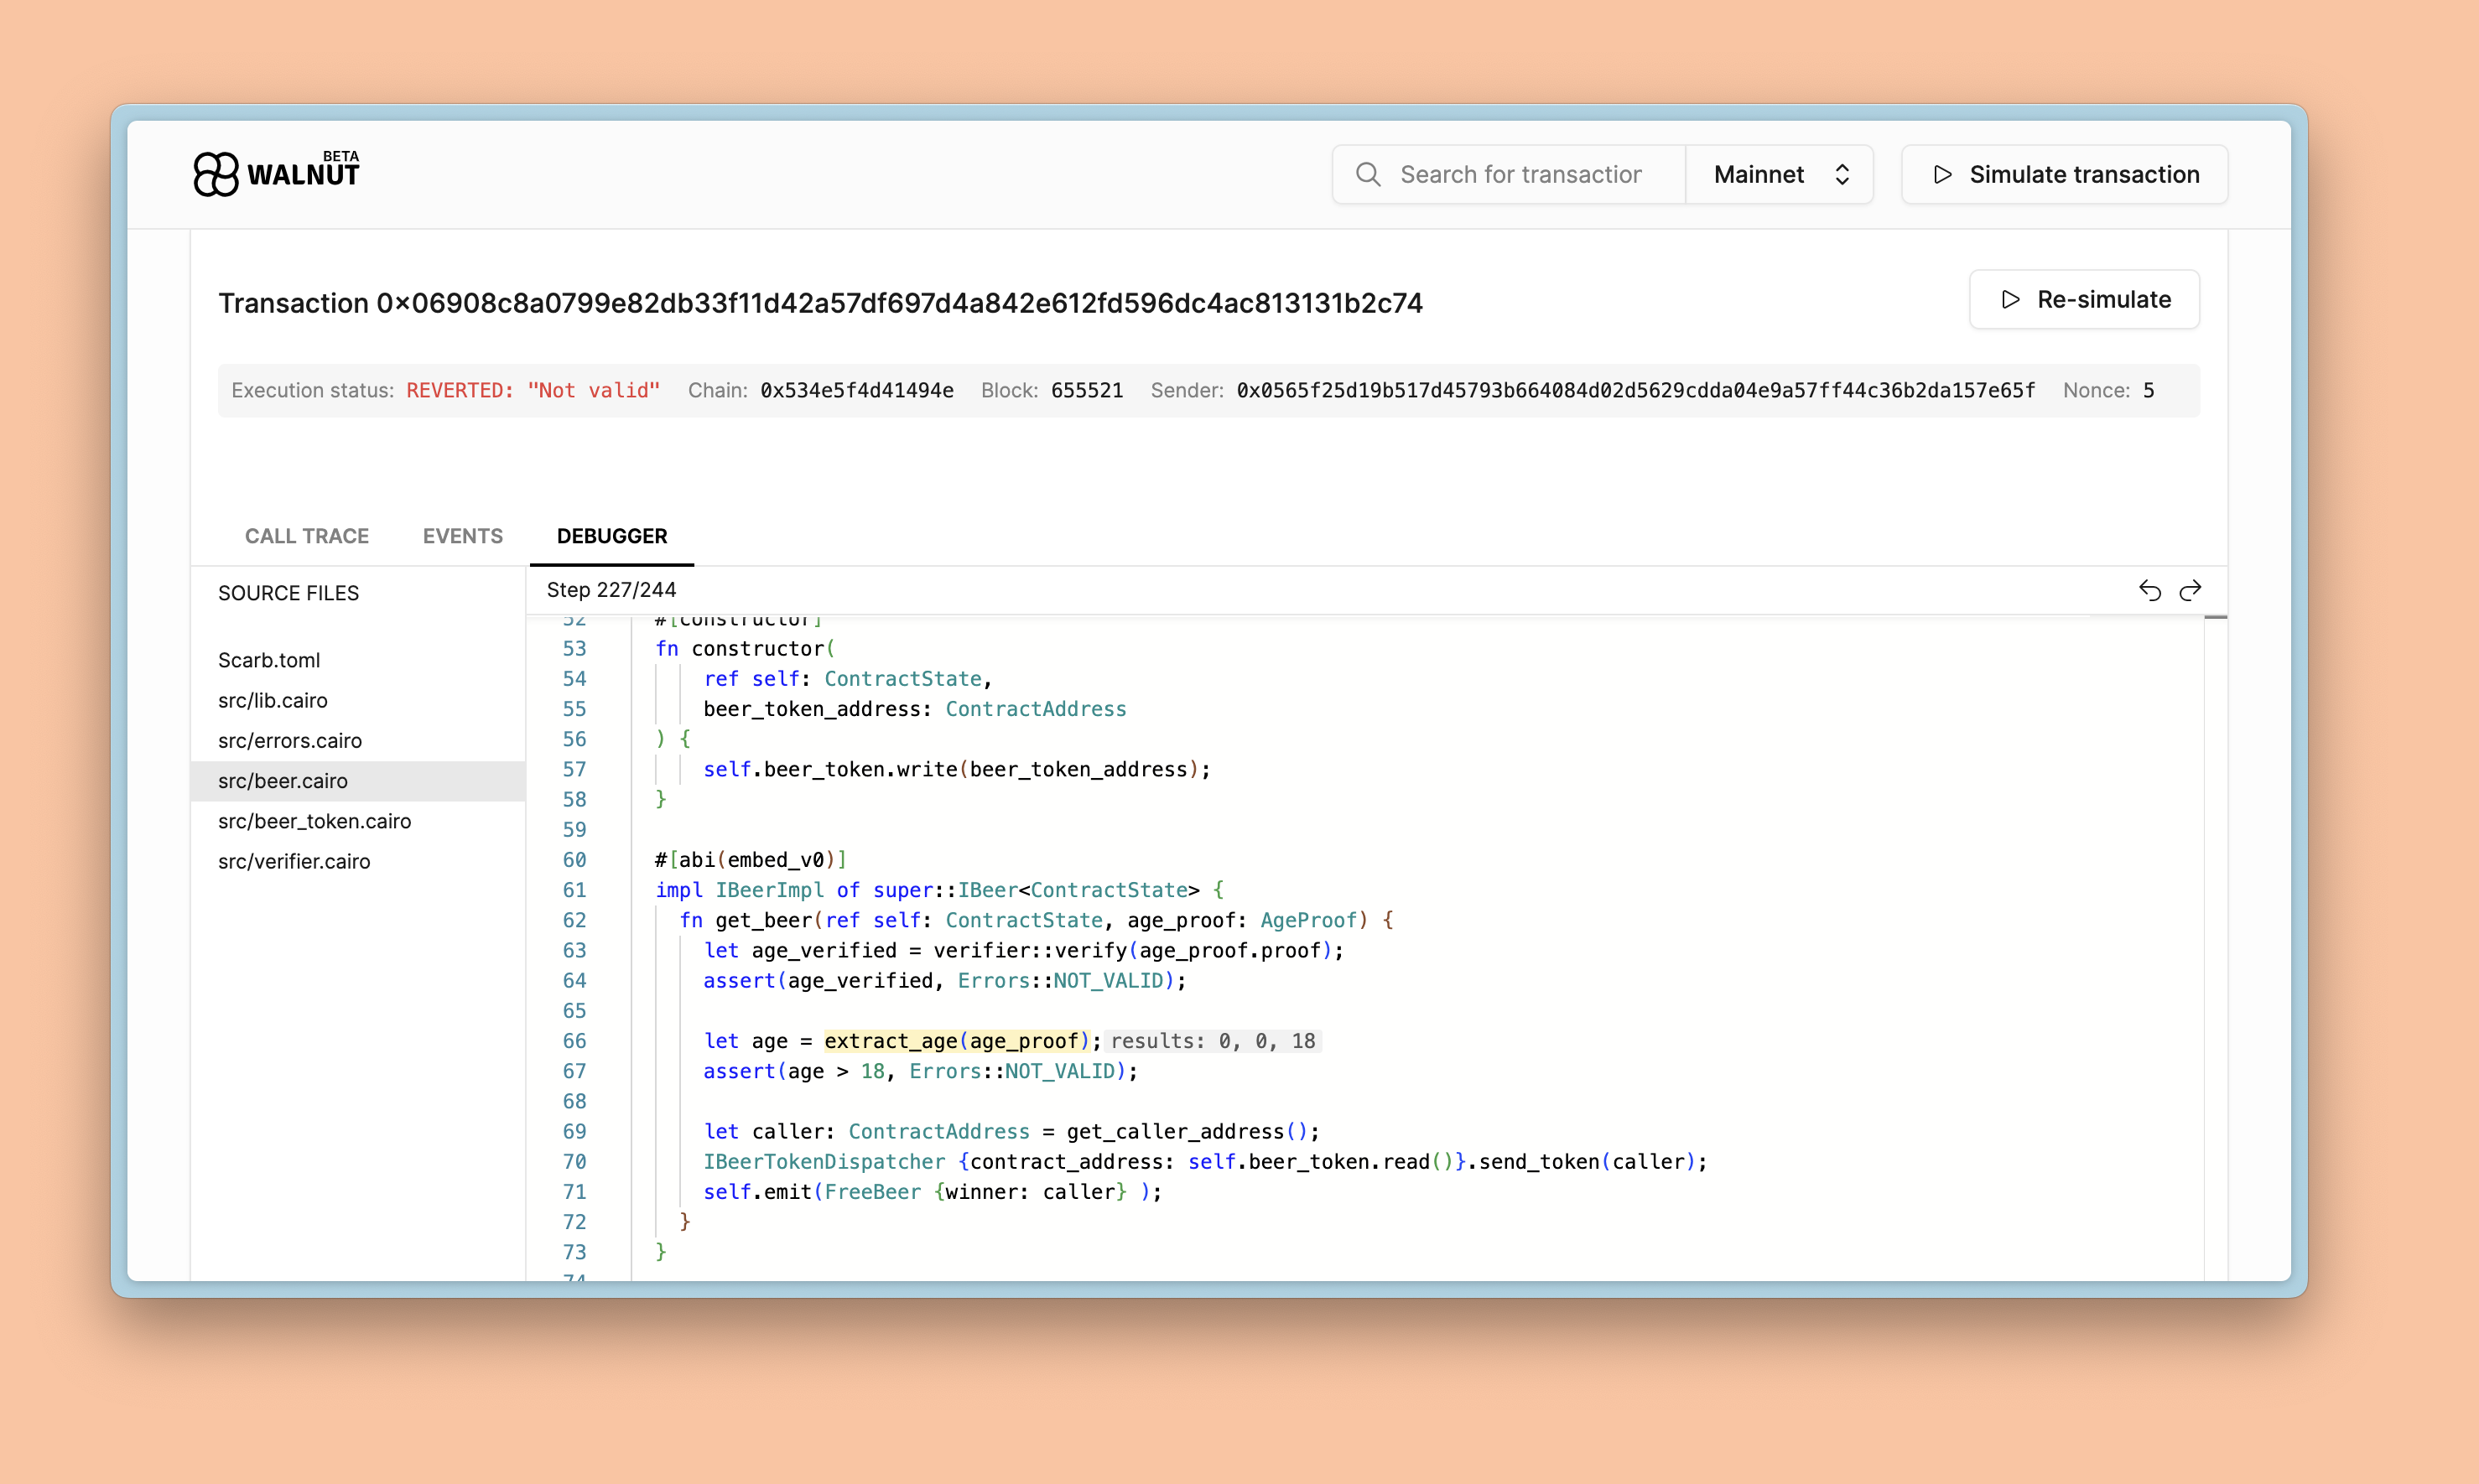 WALNUT BETA
Search for transaction
Mainnet
Simulate transaction
Transaction 0x06908c8a0799e82db33f11d42a57df697d4a842e612fd596dc4ac813131b2c74
Re-simulate
Execution status: REVERTED: "Not valid" Chain: 0x534e5f4d41494e Block: 655521 Sender: 0x0565f25d19b517d45793b664084d02d5629cdda04e9a57ff44c36b2da157e65f Nonce: 5
CALL TRACE EVENTS DEBUGGER
SOURCE FILES
Scarb.toml
src/lib.cairo
src/errors.cairo
src/beer.cairo
src/beer_token.cairo
src/verifier.cairo
Step 227/244
52 #[constructor]
53 fn constructor(
54 ref self: ContractState,
55 beer_token_address: ContractAddress
56 ) {
57 self.beer_token.write(beer_token_address);
58 }
59
60 #[abi(embed_v0)]
61 impl IBeerImpl of super::IBeer<ContractState> {
62 fn get_beer(ref self: ContractState, age_proof: AgeProof) {
63 let age_verified = verifier::verify(age_proof.proof);
64 assert(age_verified, Errors::NOT_VALID);
65
66 let age = extract_age(age_proof); results: 0, 0, 18
67 assert(age > 18, Errors::NOT_VALID);
68
69 let caller: ContractAddress = get_caller_address();
70 IBeerTokenDispatcher {contract_address: self.beer_token.read()}.send_token(caller);
71 self.emit(FreeBeer {winner: caller} );
72 }
73 }
74